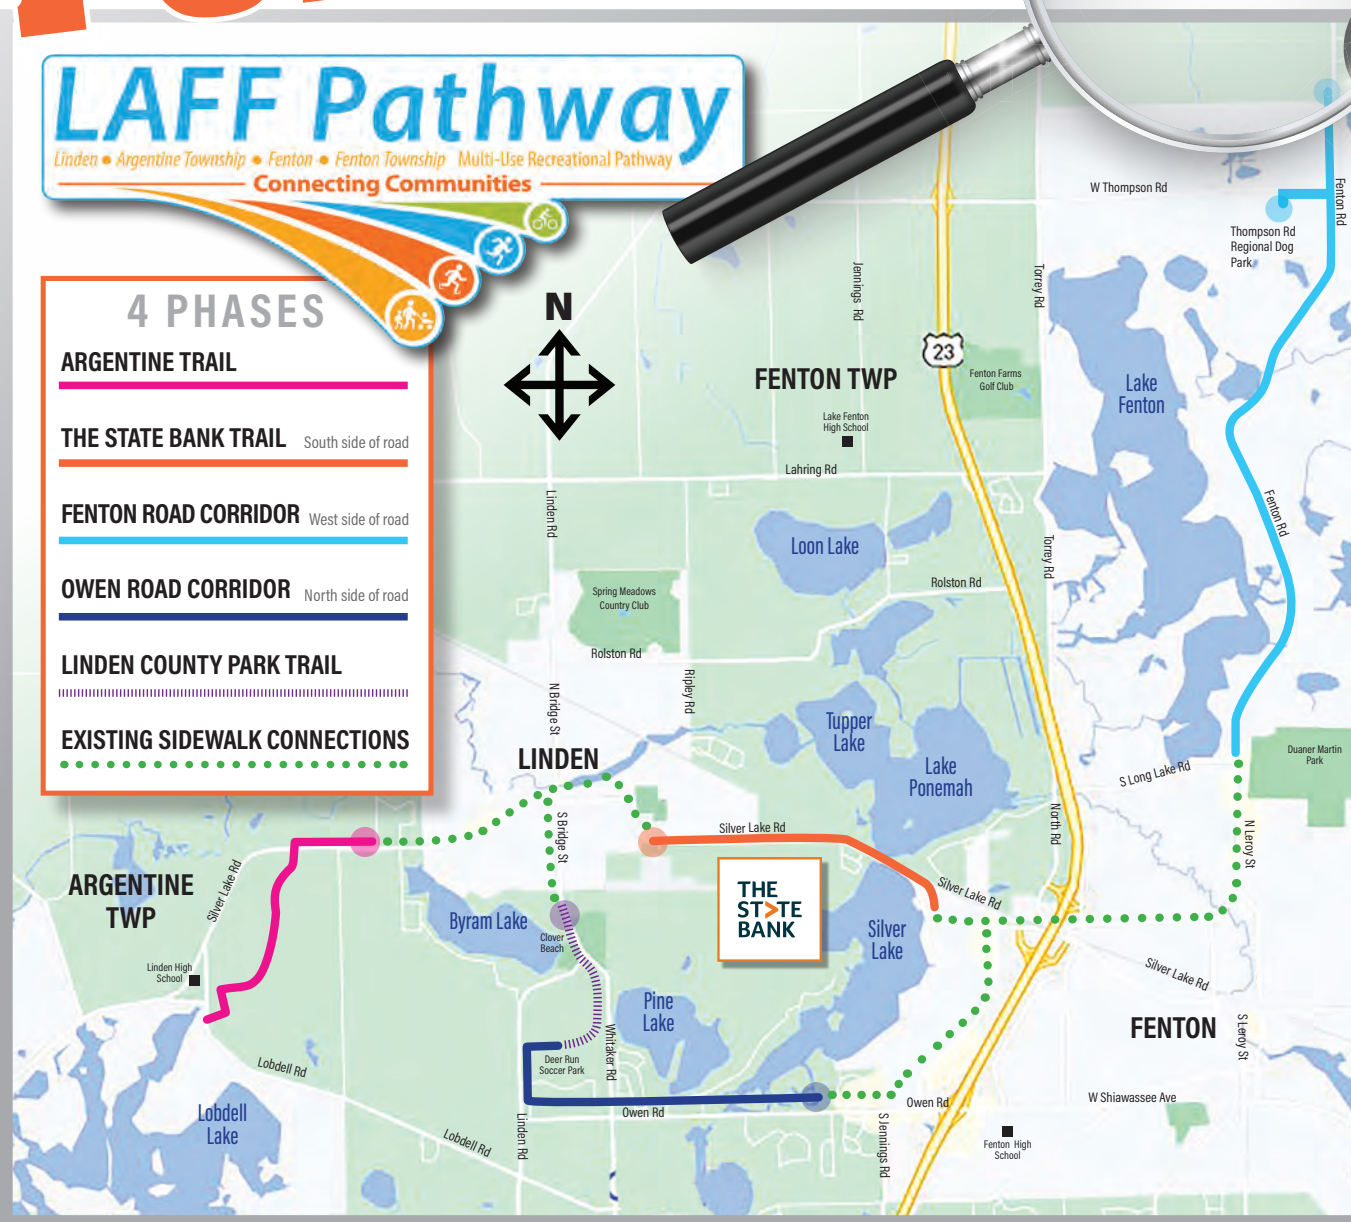 LAFF Pathway
Linden • Argentine Township • Fenton • Fenton Township Multi-Use Recreational Pathway
Connecting Communities
4 PHASES
ARGENTINE TRAIL
THE STATE BANK TRAIL South side of road
FENTON ROAD CORRIDOR West side of road
OWEN ROAD CORRIDOR North side of road
LINDEN COUNTY PARK TRAIL
EXISTING SIDEWALK CONNECTIONS
N
W Thompson Rd
Fenton Rd
Thompson Rd
Regional Dog
Park
Jennings Rd
Torrey Rd
23
FENTON TWP
Fenton Farms
Golf Club
Lake
Fenton
Lake Fenton
High School
Lahring Rd
Linden Rd
Fenton Rd
Loon Lake
Torrey Rd
Rolston Rd
Spring Meadows
Country Club
Rolston Rd
Ripley Rd
N Bridge St
Tupper
Lake
LINDEN
Lake
Ponemah
Duaner Martin
Park
S Long Lake Rd
North Rd
N Leroy St
S Bridge St
Silver Lake Rd
Silver Lake Rd
ARGENTINE
TWP
Silver Lake Rd
THE
STATE
BANK
Byram Lake
Clover
Beach
Silver
Lake
Linden High
School
Silver Lake Rd
Pine
Lake
FENTON
S Leroy St
Whitaker Rd
Deer Run
Soccer Park
Lobdell Rd
Owen Rd
Owen Rd
W Shiawassee Ave
Lobdell
Lake
Lobdell Rd
Linden Rd
S Jennings Rd
Fenton High
School